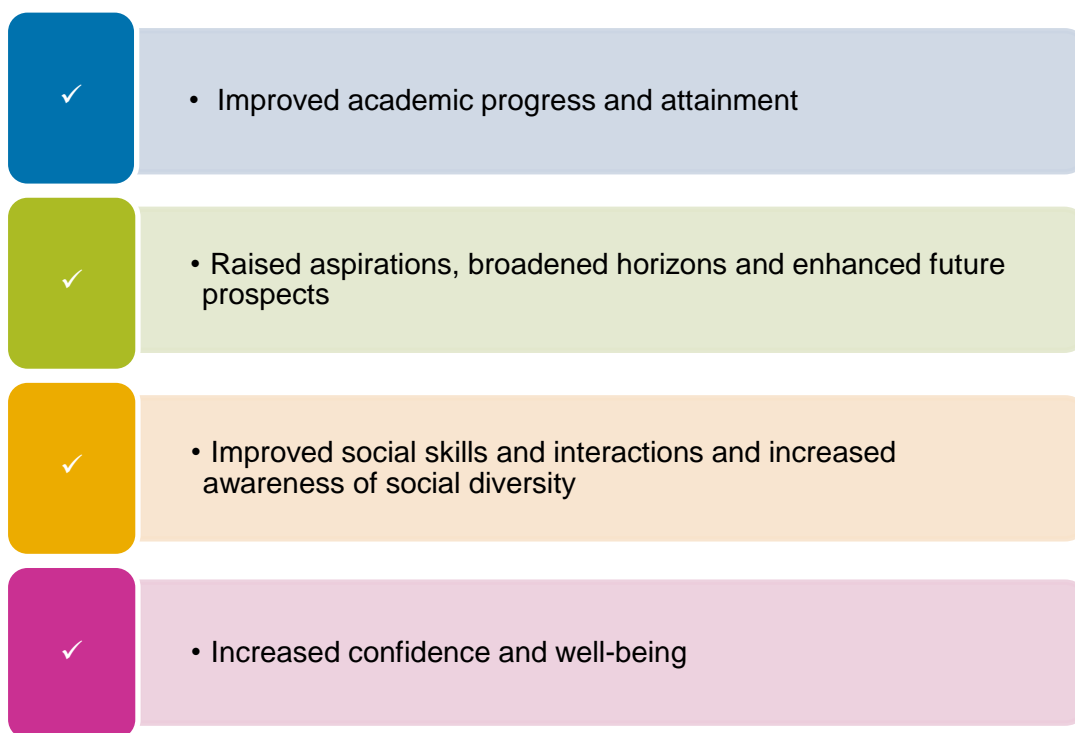 ✓
• Improved academic progress and attainment
✓
• Raised aspirations, broadened horizons and enhanced future
prospects
✓
• Improved social skills and interactions and increased
awareness of social diversity
✓
• Increased confidence and well-being